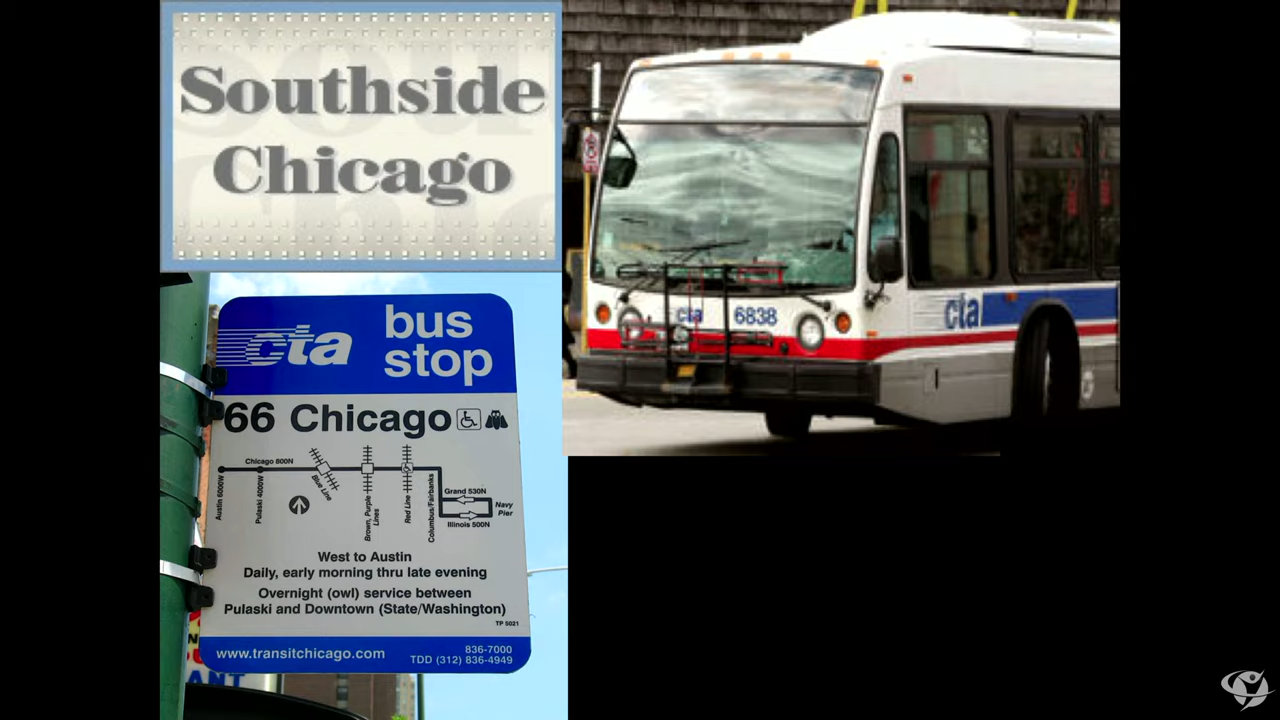 Southside
Chicago
cta 6838
cta
cta
bus
stop
66 Chicago
Chicago 800N
Austin 6000W
Pulaski 4000W
Blue Line
Brown, Purple
Lines
Red Line
Columbus/Fairbanks
Grand 530N
Navy
Pier
Illinois 500N
West to Austin
Daily, early morning thru late evening
Overnight (owl) service between
Pulaski and Downtown (State/Washington)
TP 5021
www.transitchicago.com
836-7000
TDD (312) 836-4949
ANT